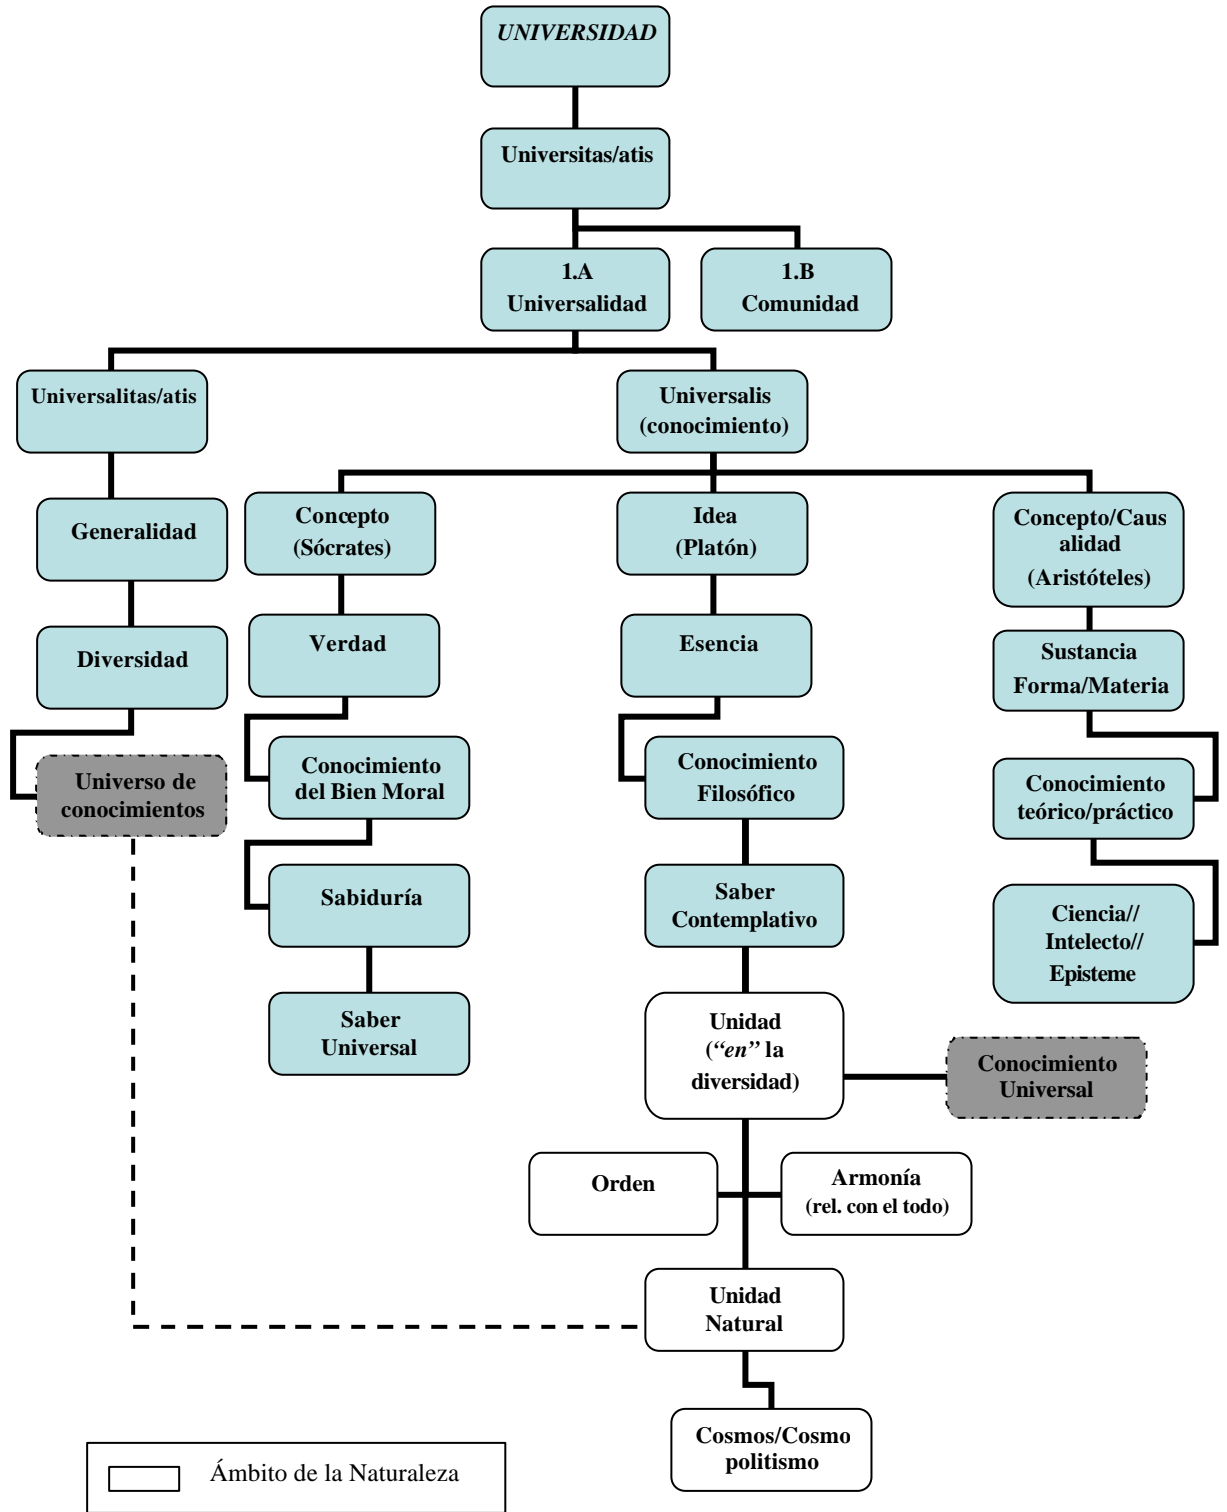 UNIVERSIDAD
Universitas/atis
1.A
Universalidad
1.B
Comunidad
Universalitas/atis
Universalis
(conocimiento)
Generalidad
Concepto
(Sócrates)
Idea
(Platón)
Concepto/Caus
alidad
(Aristóteles)
Diversidad
Verdad
Esencia
Sustancia
Forma/Materia
Universo de
conocimientos
Conocimiento
del Bien Moral
Conocimiento
Filosófico
Conocimiento
teórico/práctico
Sabiduría
Saber
Contemplativo
Ciencia//
Intelecto//
Episteme
Saber
Universal
Unidad
(“en” la
diversidad)
Conocimiento
Universal
Orden
Armonía
(rel. con el todo)
Unidad
Natural
Cosmos/Cosmo
politismo
Ámbito de la Naturaleza